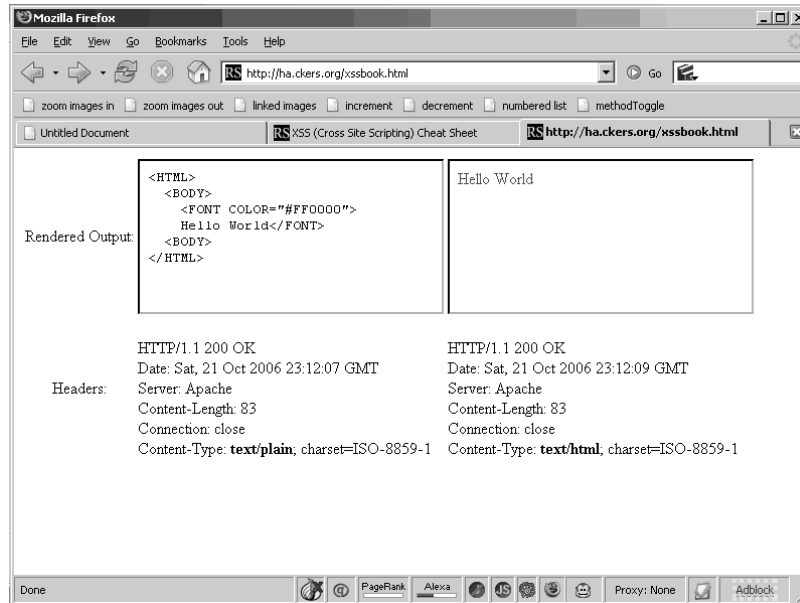 Mozilla Firefox
File Edit View Go Bookmarks Tools Help
RS http://ha.ckers.org/xssbook.html Go
zoom images in zoom images out linked images increment decrement numbered list methodToggle
Untitled Document RS XSS (Cross Site Scripting) Cheat Sheet RS http://ha.ckers.org/xssbook.html
Rendered Output:
<HTML>
<BODY>
<FONT COLOR="#FF0000">
Hello World</FONT>
<BODY>
</HTML>
Hello World
Headers:
HTTP/1.1 200 OK
Date: Sat, 21 Oct 2006 23:12:07 GMT
Server: Apache
Content-Length: 83
Connection: close
Content-Type: text/plain; charset=ISO-8859-1
HTTP/1.1 200 OK
Date: Sat, 21 Oct 2006 23:12:09 GMT
Server: Apache
Content-Length: 83
Connection: close
Content-Type: text/html; charset=ISO-8859-1
Done @ PageRank Alexa JS Proxy: None Adblock